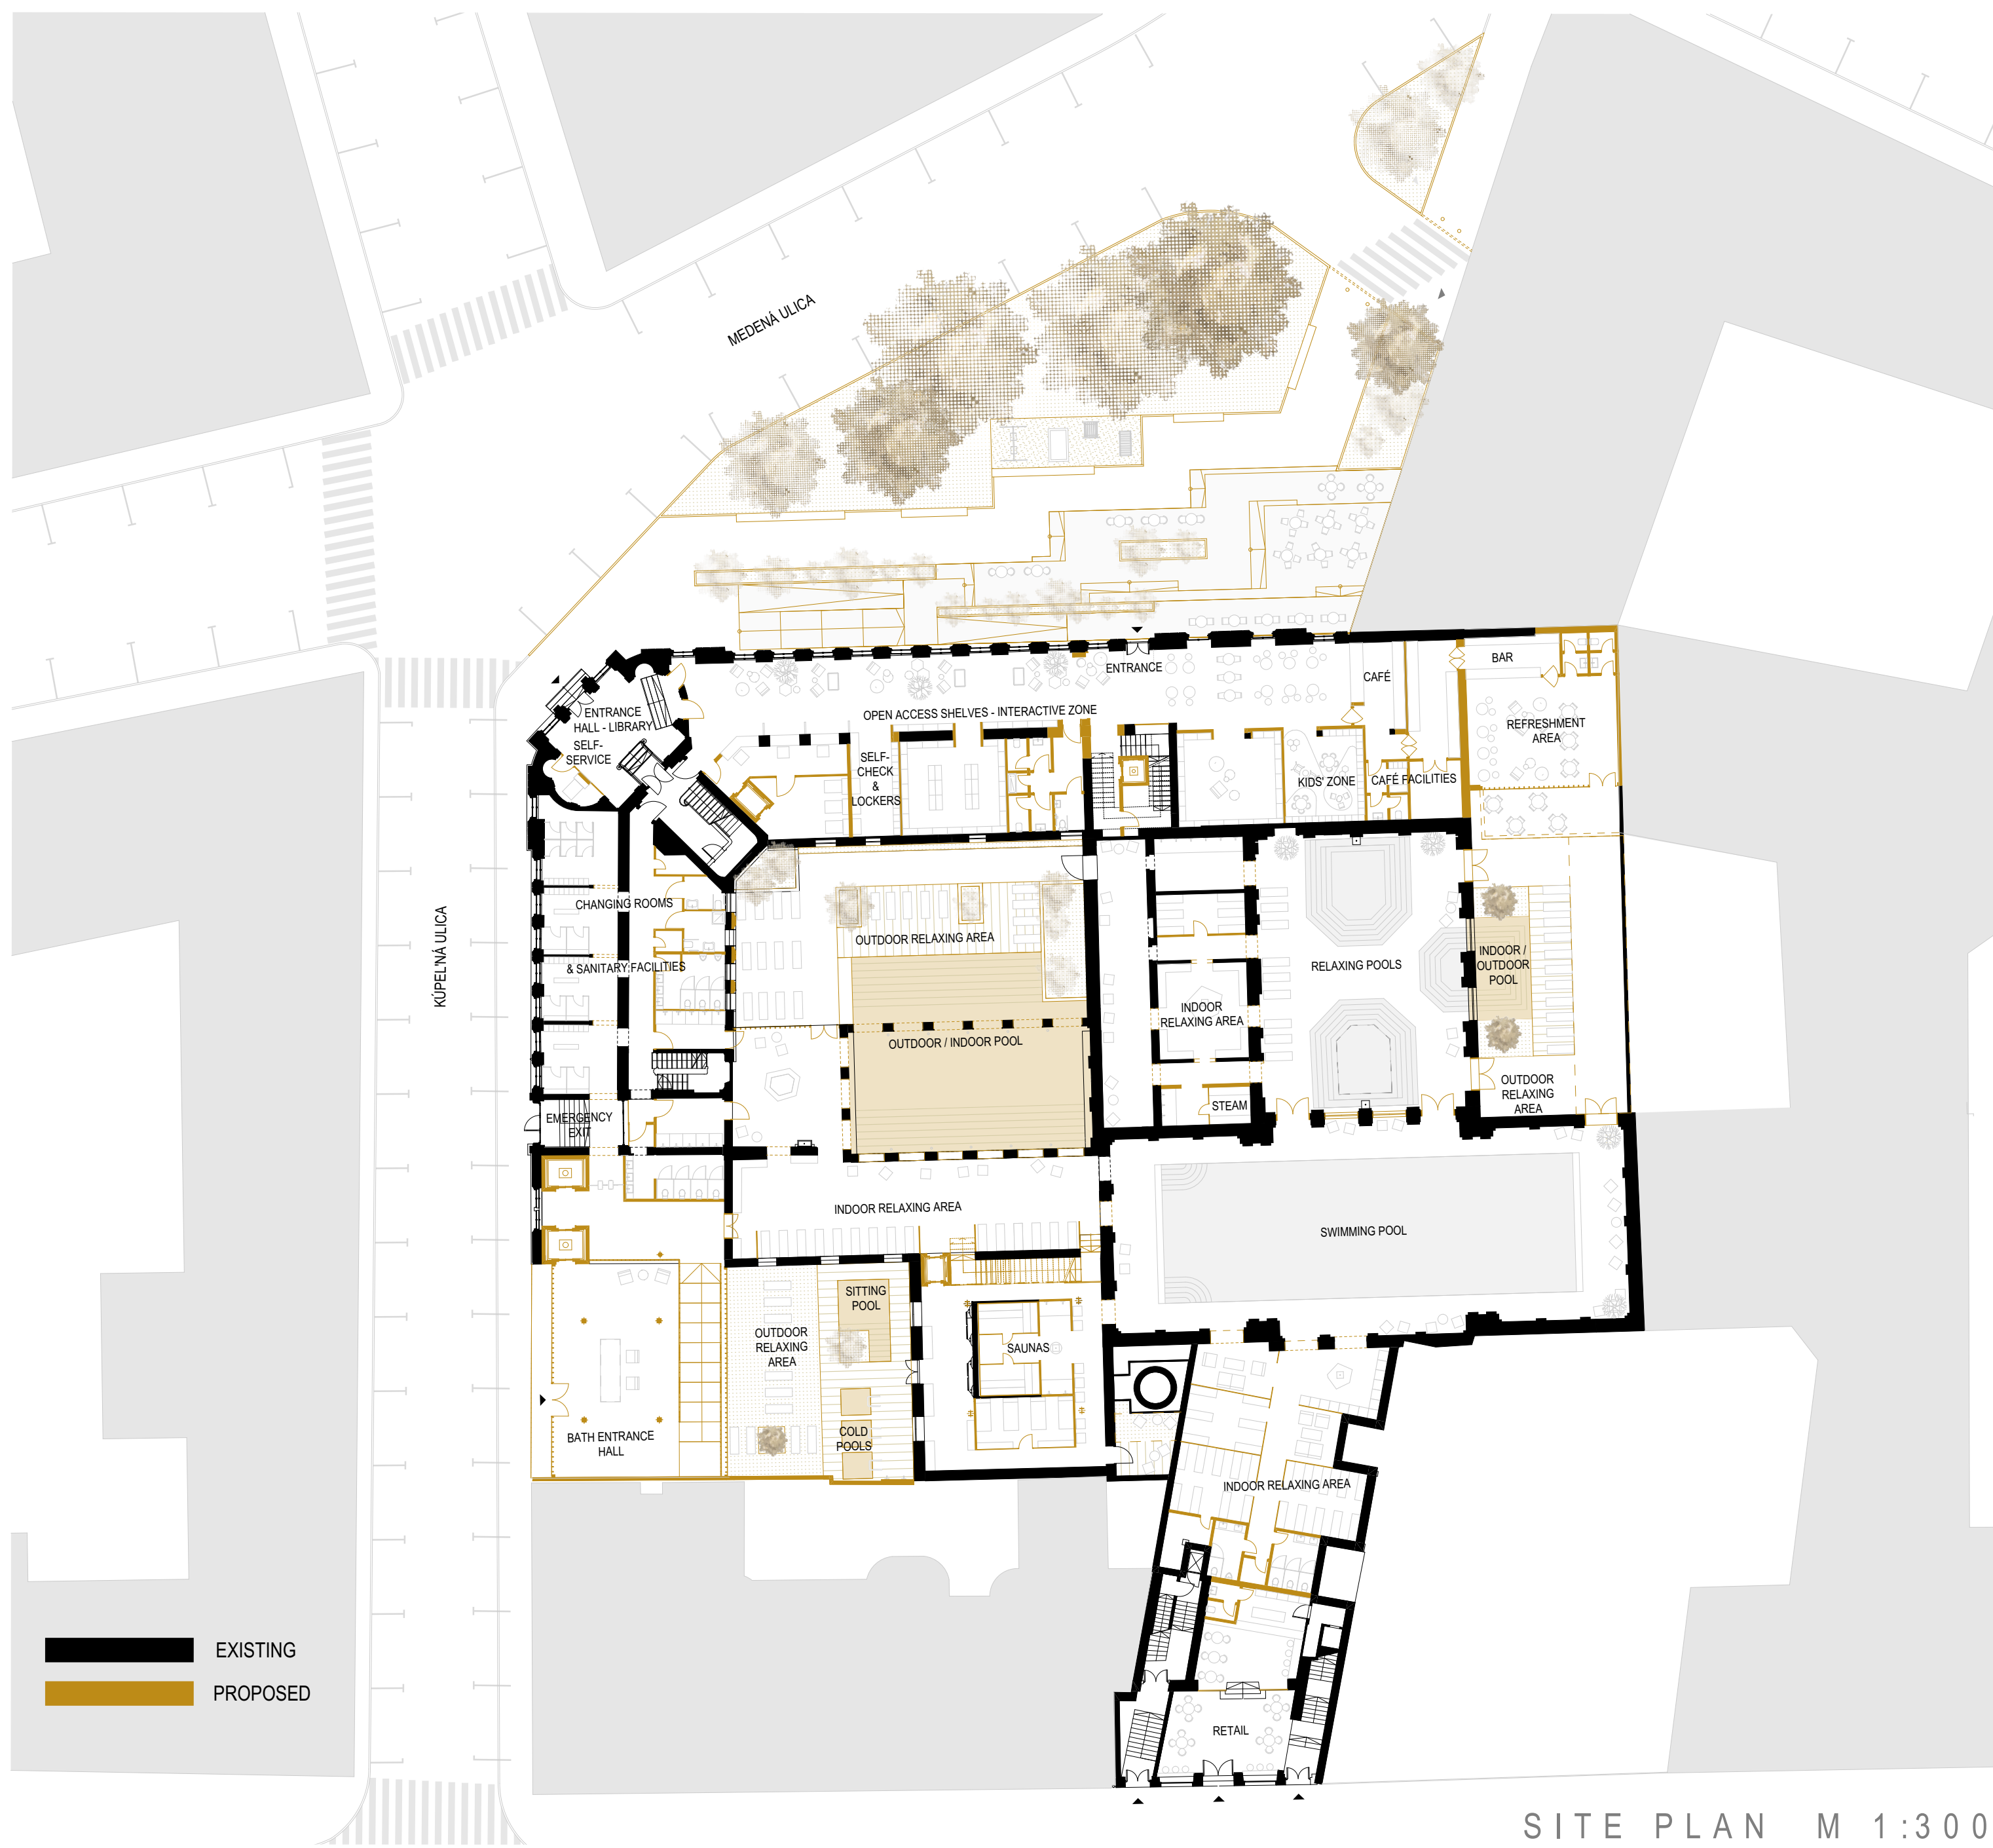 MEDENÁ ULICA
ENTRANCE
CAFÉ
BAR
ENTRANCE
HALL - LIBRARY
OPEN ACCESS SHELVES - INTERACTIVE ZONE
REFRESHMENT
AREA
SELF-
SERVICE
SELF-
CHECK
&
LOCKERS
KIDS' ZONE
CAFÉ FACILITIES
CHANGING ROOMS
& SANITARY FACILITIES
KÚPEĽNÁ ULICA
OUTDOOR RELAXING AREA
RELAXING POOLS
INDOOR /
OUTDOOR
POOL
INDOOR
RELAXING AREA
OUTDOOR / INDOOR POOL
OUTDOOR
RELAXING
AREA
STEAM
EMERGENCY
EXIT
INDOOR RELAXING AREA
SWIMMING POOL
SITTING
POOL
OUTDOOR
RELAXING
AREA
SAUNAS
BATH ENTRANCE
HALL
COLD
POOLS
INDOOR RELAXING AREA
EXISTING
PROPOSED
RETAIL
SITE PLAN M 1:300